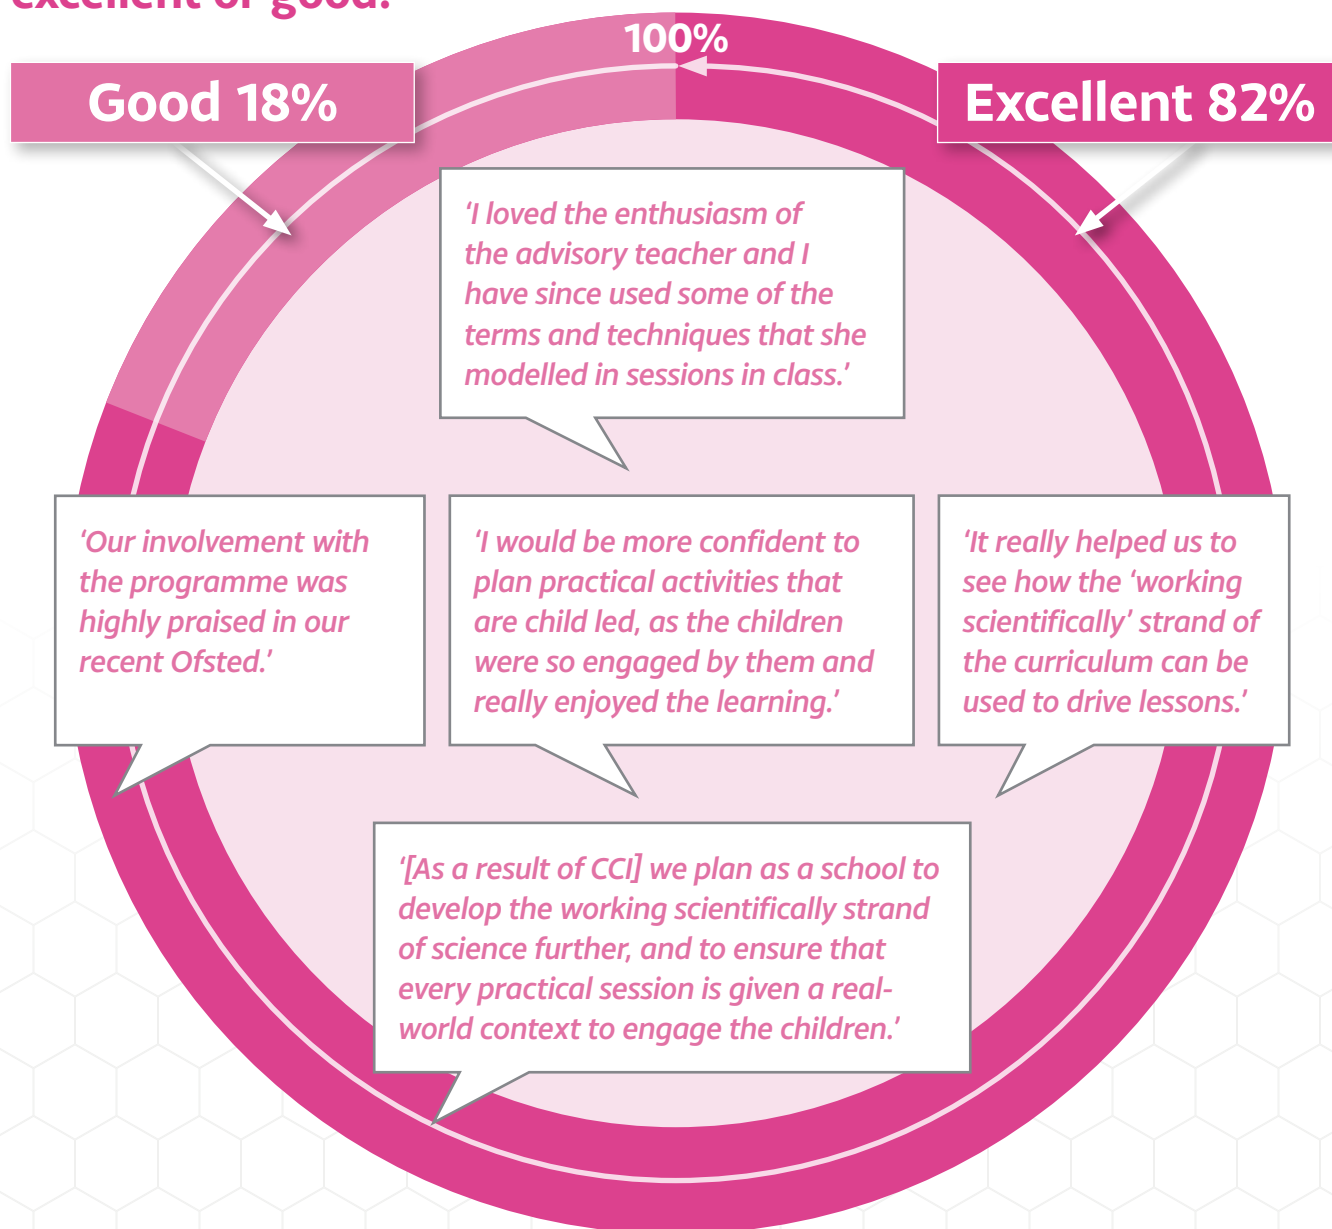 excellent or good.
100%
Good 18%
Excellent 82%
‘I loved the enthusiasm of
the advisory teacher and I
have since used some of the
terms and techniques that she
modelled in sessions in class.’
‘Our involvement with
the programme was
highly praised in our
recent Ofsted.’
‘I would be more confident to
plan practical activities that
are child led, as the children
were so engaged by them and
really enjoyed the learning.’
‘It really helped us to
see how the ‘working
scientifically’ strand of
the curriculum can be
used to drive lessons.’
‘[As a result of CCI] we plan as a school to
develop the working scientifically strand
of science further, and to ensure that
every practical session is given a real-
world context to engage the children.’